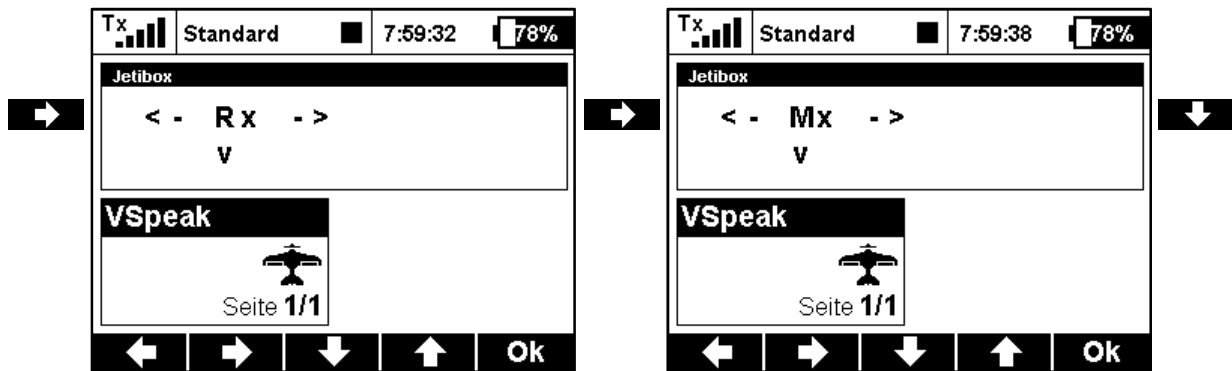 Tx Standard 7:59:32 78%
Jetibox
<- Rx ->
v
VSpeak
Seite 1/1
Ok
Tx Standard 7:59:38 78%
Jetibox
<- Mx ->
v
VSpeak
Seite 1/1
Ok